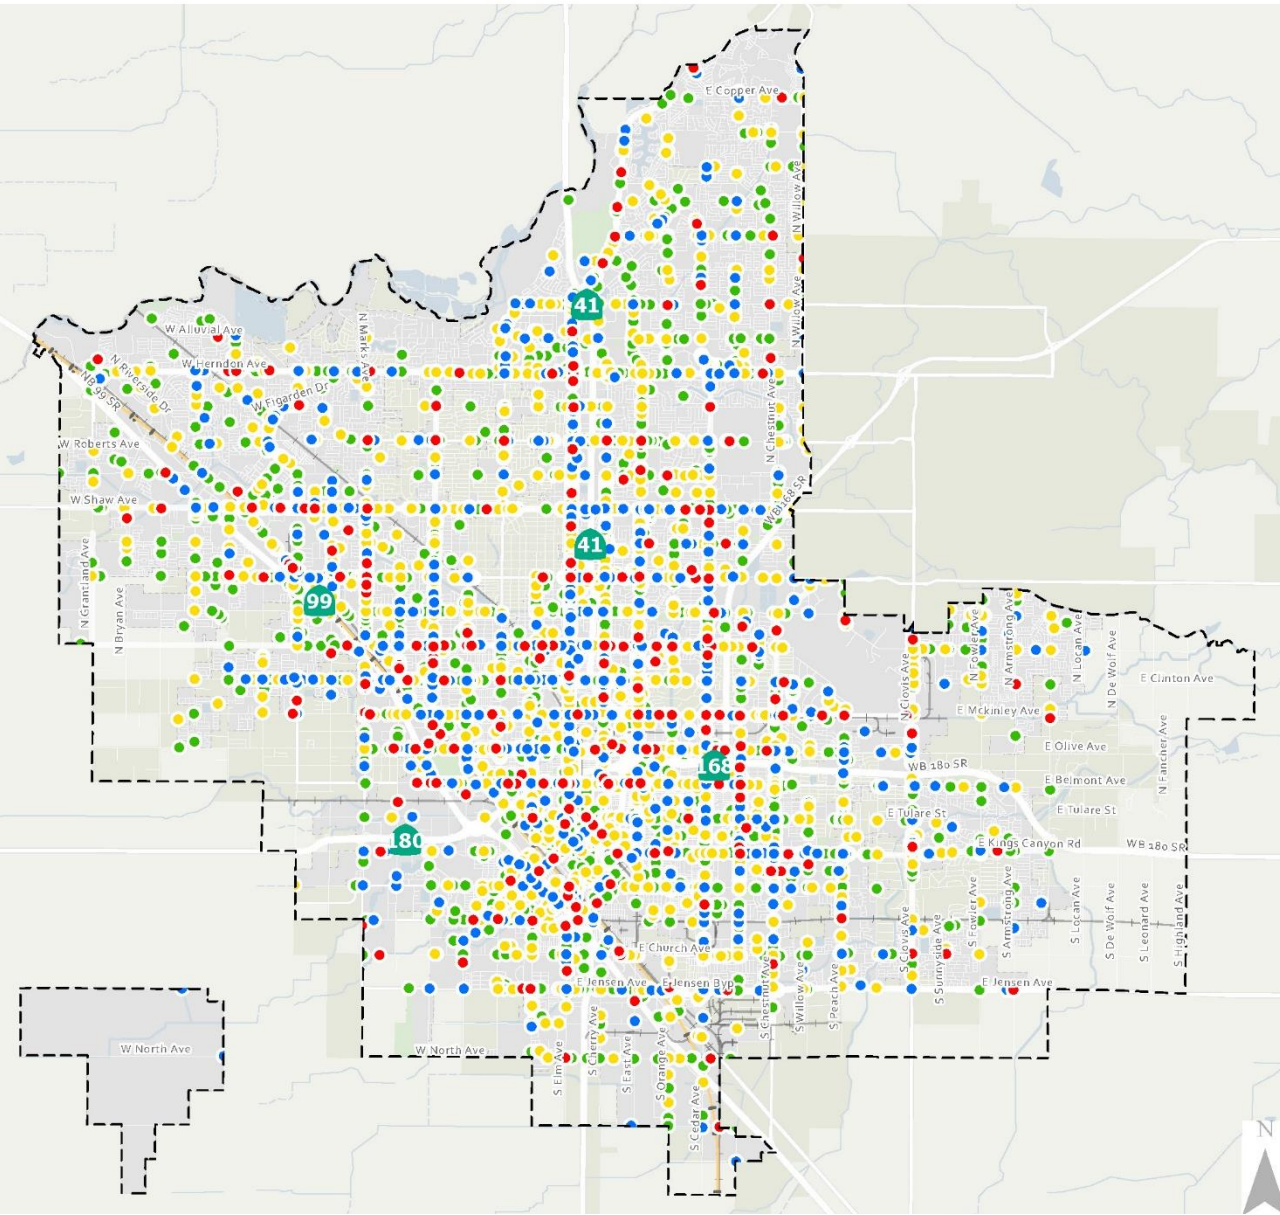 E Copper Ave
N Willow Ave
41
W Alluvial Ave
N Marks Ave
N Willow Ave
W Herndon Ave
N Riverside Dr
NB 99 SR
W Figarden Dr
N Chestnut Ave
W Roberts Ave
W Shaw Ave
WB 168 SR
41
N Grantland Ave
N Bryan Ave
99
N Clovis Ave
N Fowler Ave
N Armstrong Ave
N Locan Ave
N De Wolf Ave
E Clinton Ave
E Mckinley Ave
N Fancher Ave
E Olive Ave
168
WB 180 SR
E Belmont Ave
E Tulare St
E Tulare St
180
E Kings Canyon Rd
WB 180 SR
S Clovis Ave
S Sunnyside Ave
S Fowler Ave
S Armstrong Ave
S Locan Ave
S De Wolf Ave
S Leonard Ave
S Highland Ave
E Church Ave
E Jensen Ave
E Jensen Byp
S Chestnut Ave
S Willow Ave
S Peach Ave
E Jensen Ave
W North Ave
W North Ave
S Elm Ave
S Cherry Ave
S East Ave
S Orange Ave
S Cedar Ave
N